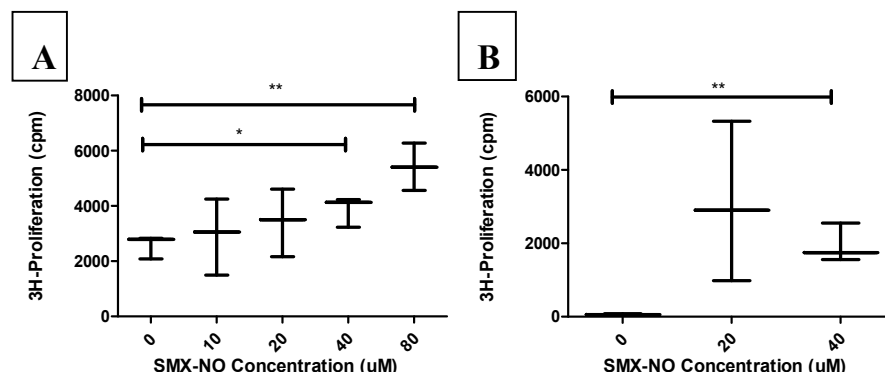 A
**
*
8000
6000
4000
2000
0
3H-Proliferation (cpm)
0 10 20 40 80
SMX-NO Concentration (uM)
B
**
6000
4000
2000
0
3H-Proliferation (cpm)
0 20 40
SMX-NO Concentration (uM)